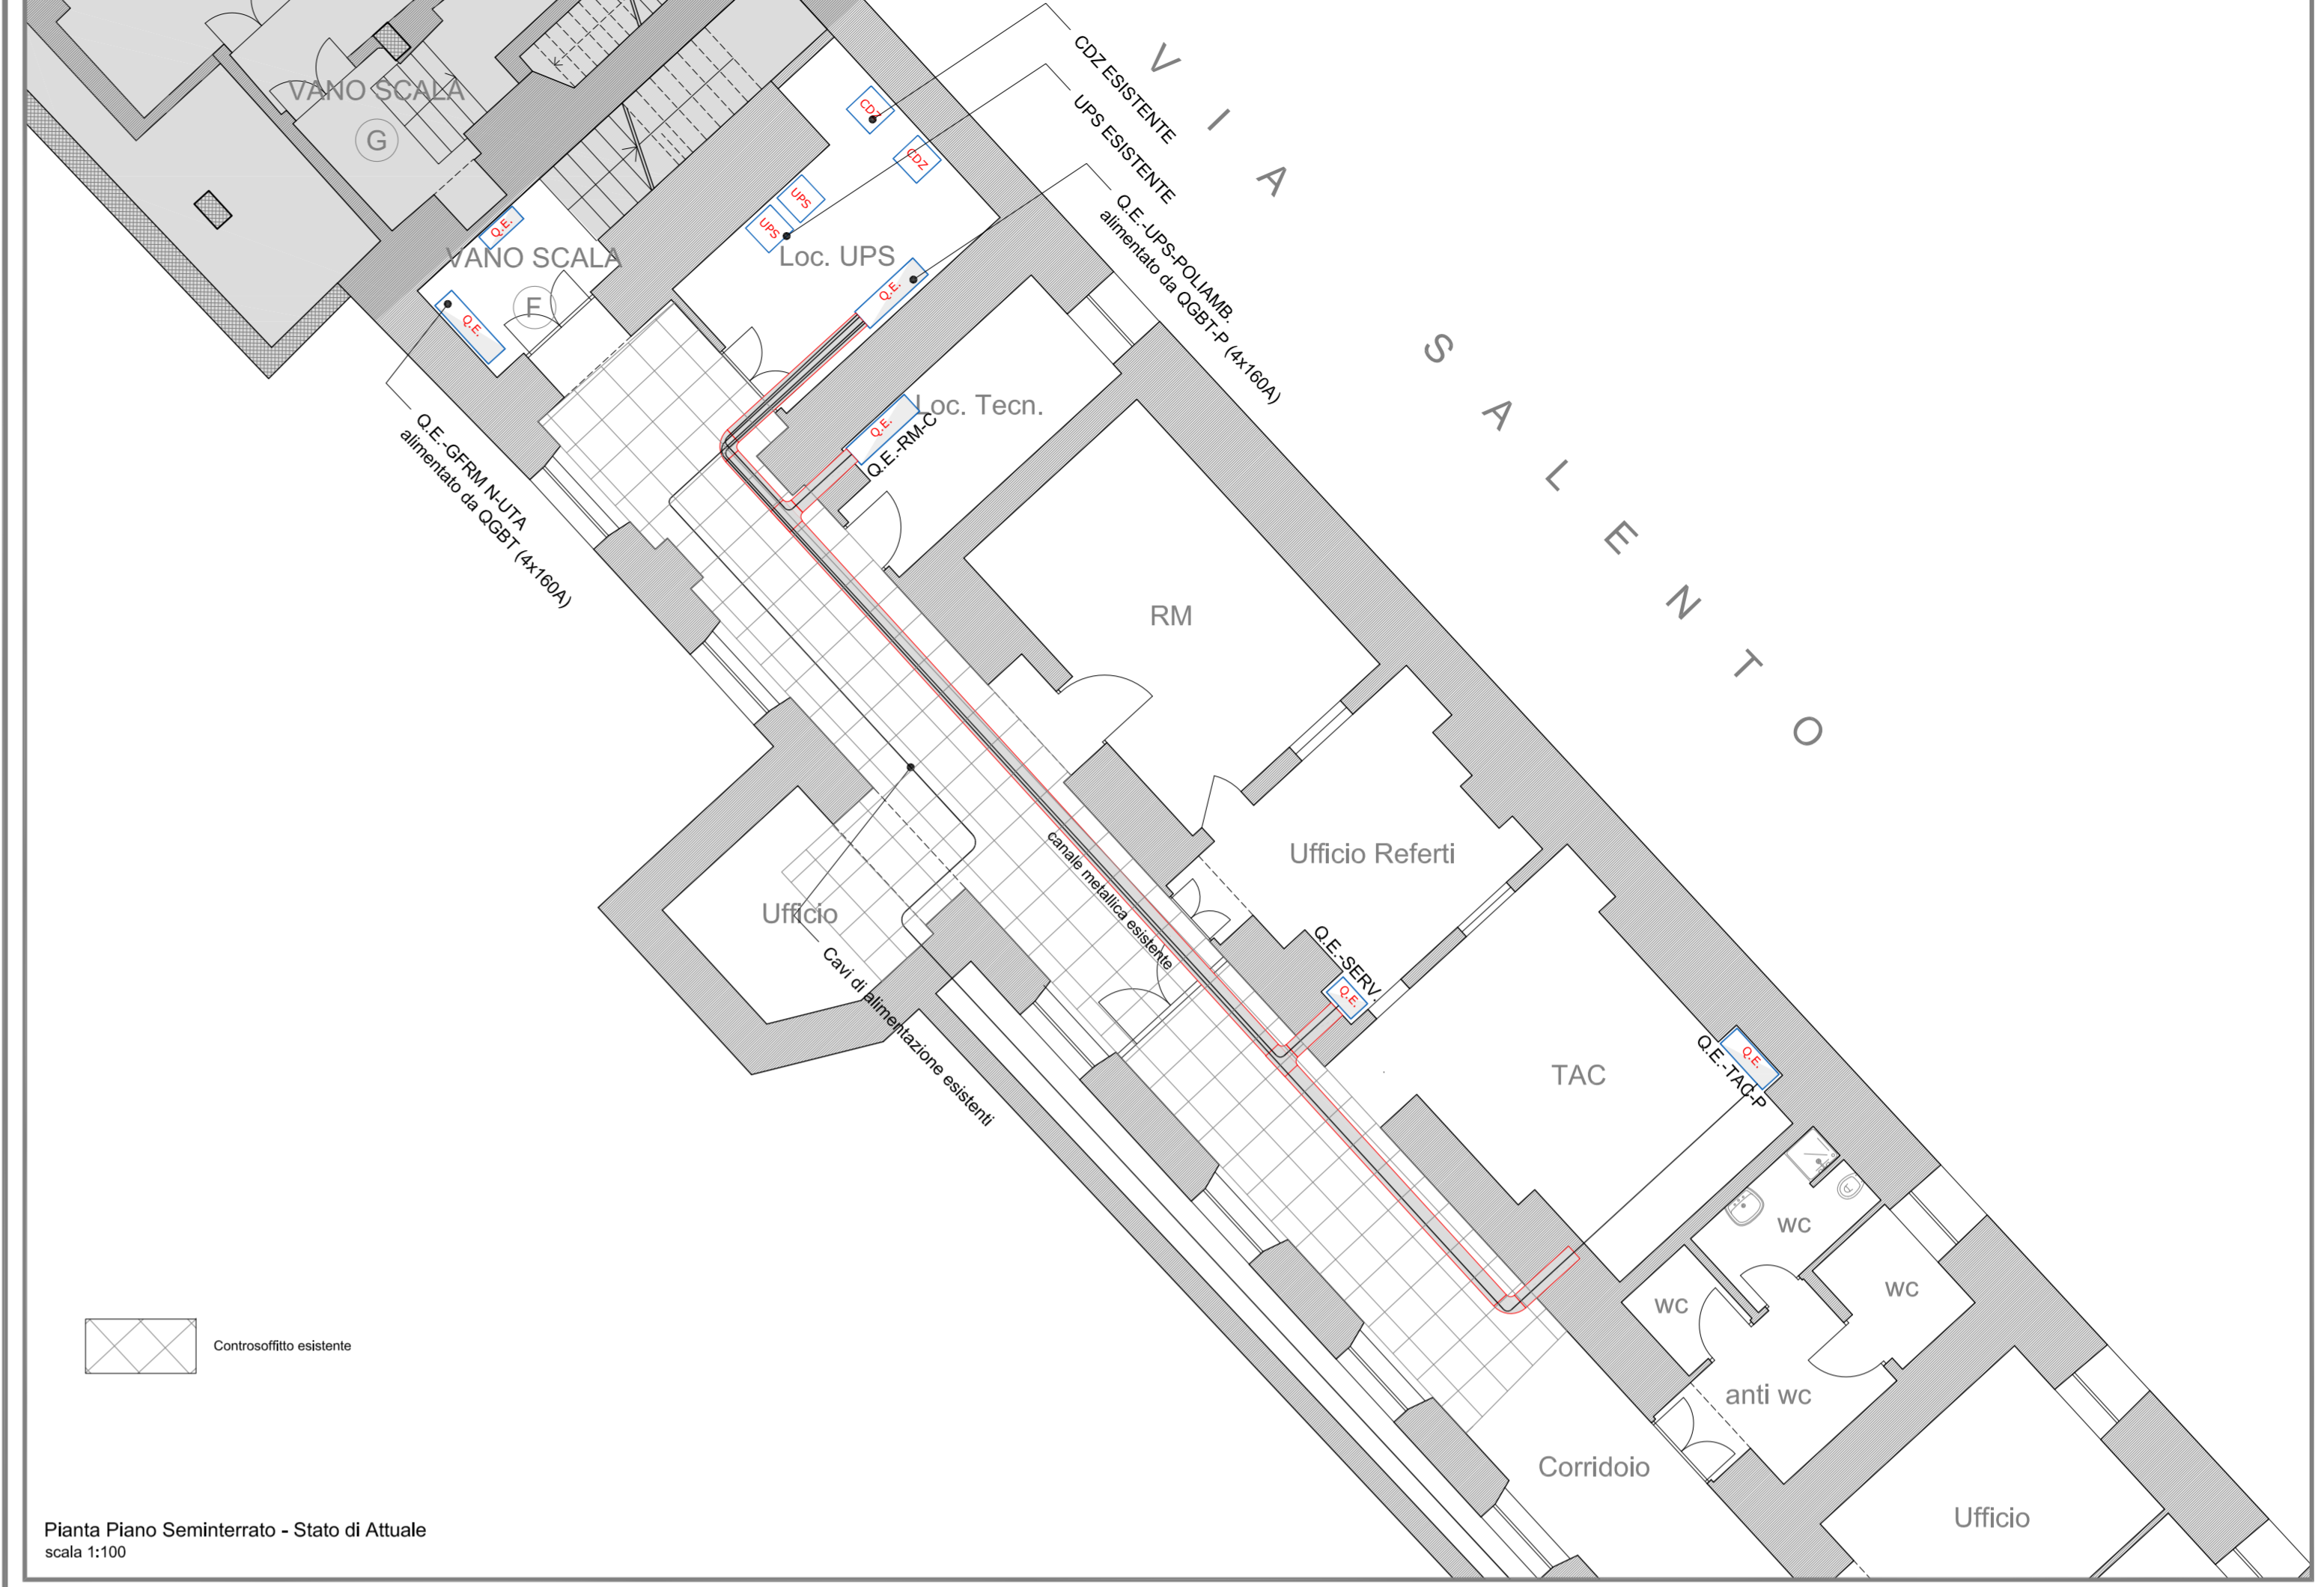 VANO SCALA
G
VANO SCALA
F
Q.E.
Q.E.
Q.E.-GFRM N-UTA
alimentato da QGBT (4x160A)
CDZ
CDZ
CDZ ESISTENTE
UPS
UPS
UPS ESISTENTE
Loc. UPS
Q.E.
Q.E.-UPS-POLIAMB.
alimentato da QGBT-P (4x160A)
VIA SALENTO
Loc. Tecn.
Q.E.
Q.E.-RM-C
RM
Ufficio Referti
canale metallica esistente
Ufficio
Cavi di alimentazione esistenti
Q.E.-SERV.
Q.E.
TAC
Q.E.
Q.E.-TAC-P
wc
wc
wc
anti wc
Corridoio
Ufficio
Controsoffitto esistente
Pianta Piano Seminterrato - Stato di Attuale
scala 1:100